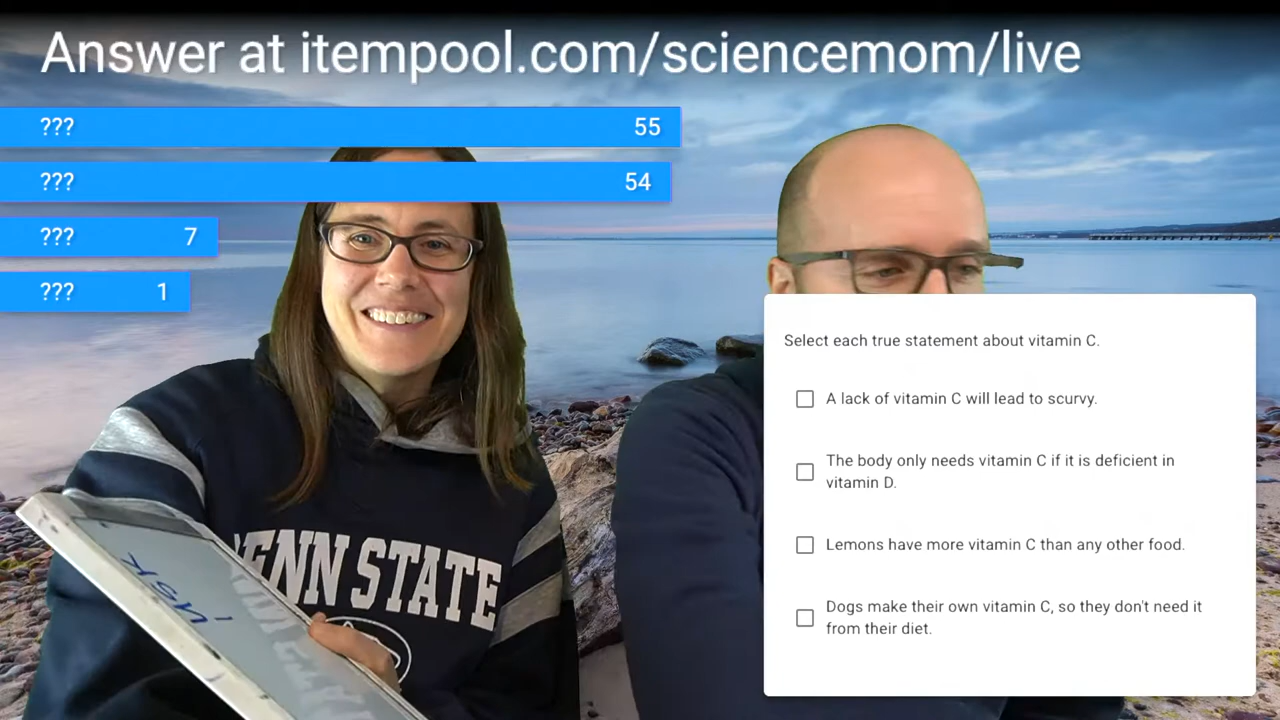 Answer at itempool.com/sciencemom/live
??? 55
??? 54
??? 7
??? 1
Select each true statement about vitamin C.
A lack of vitamin C will lead to scurvy.
The body only needs vitamin C if it is deficient in
vitamin D.
Lemons have more vitamin C than any other food.
Dogs make their own vitamin C, so they don't need it
from their diet.
PENN STATE